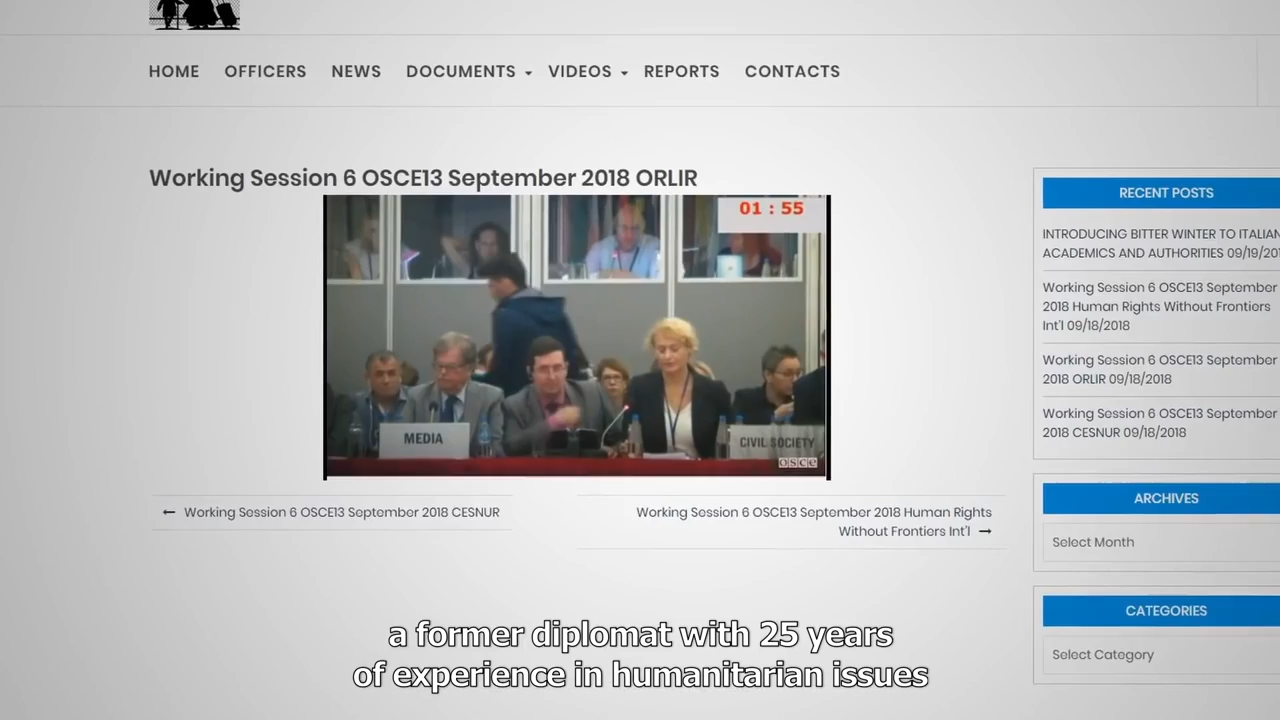 HOME OFFICERS NEWS DOCUMENTS VIDEOS REPORTS CONTACTS
Working Session 6 OSCE13 September 2018 ORLIR
01 : 55
MEDIA
CIVIL SOCIETY
osce
← Working Session 6 OSCE13 September 2018 CESNUR
Working Session 6 OSCE13 September 2018 Human Rights
Without Frontiers Int'l →
RECENT POSTS
INTRODUCING BITTER WINTER TO ITALIAN
ACADEMICS AND AUTHORITIES 09/19/201
Working Session 6 OSCE13 September
2018 Human Rights Without Frontiers
Int'l 09/18/2018
Working Session 6 OSCE13 September
2018 ORLIR 09/18/2018
Working Session 6 OSCE13 September
2018 CESNUR 09/18/2018
ARCHIVES
Select Month
CATEGORIES
Select Category
a former diplomat with 25 years
of experience in humanitarian issues